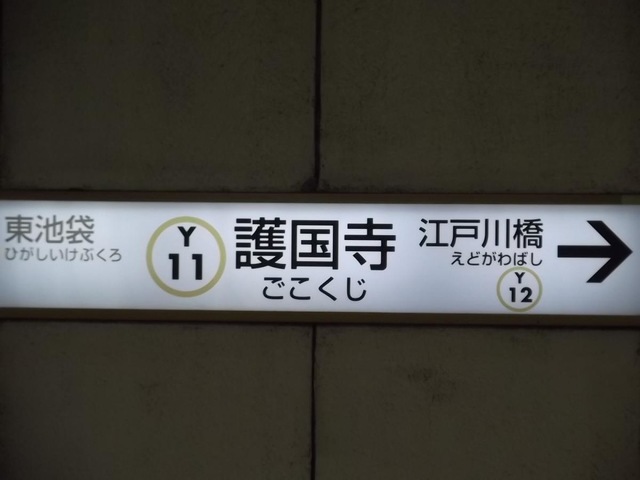 東池袋
ひがしいけぶくろ
Y
11
護国寺
ごこくじ
江戸川橋
えどがわばし
Y
12